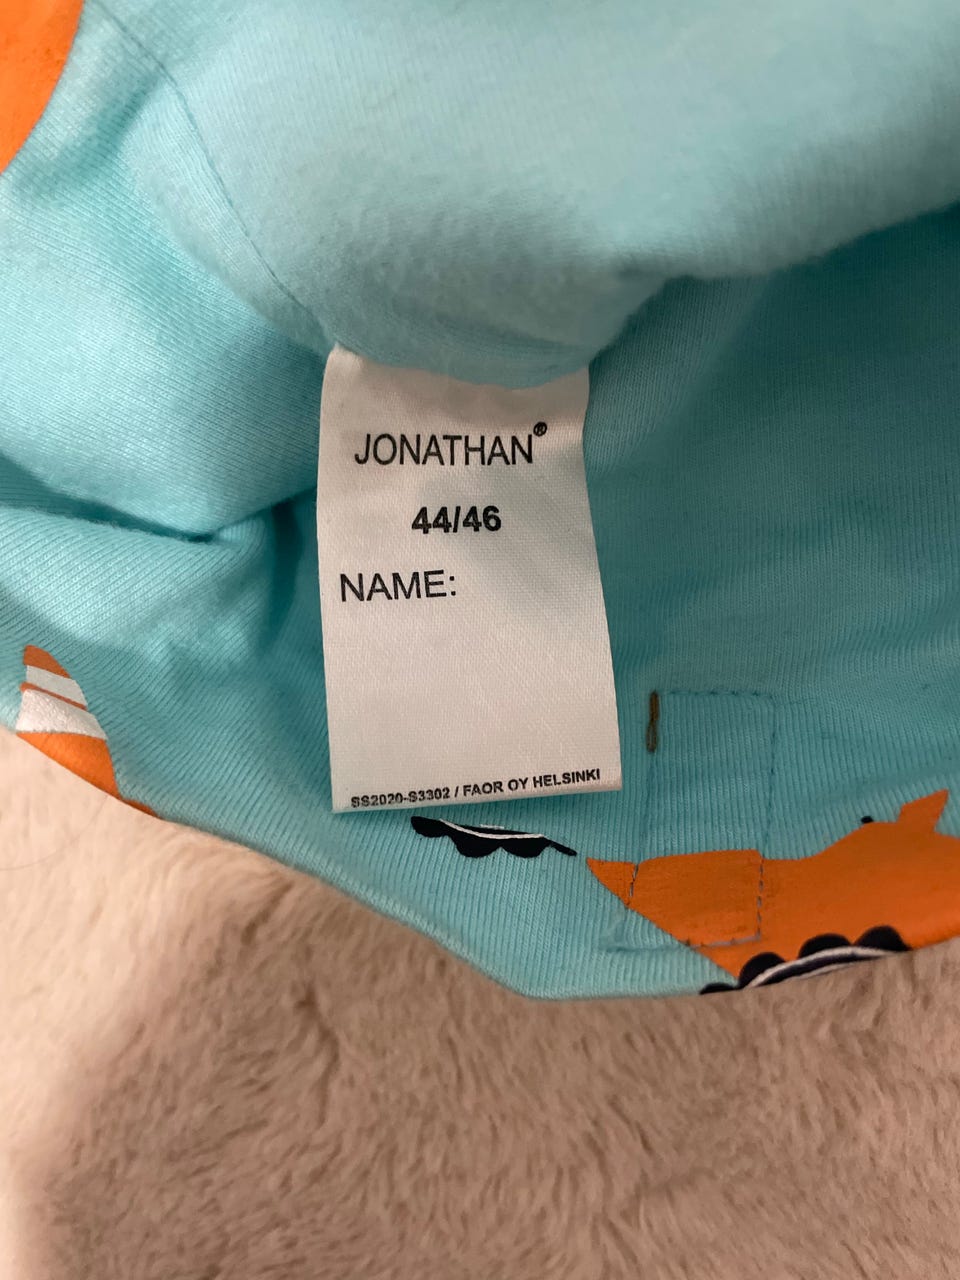 JONATHAN®
44/46
NAME:
SS2020-S3302 / FAOR OY HELSINKI